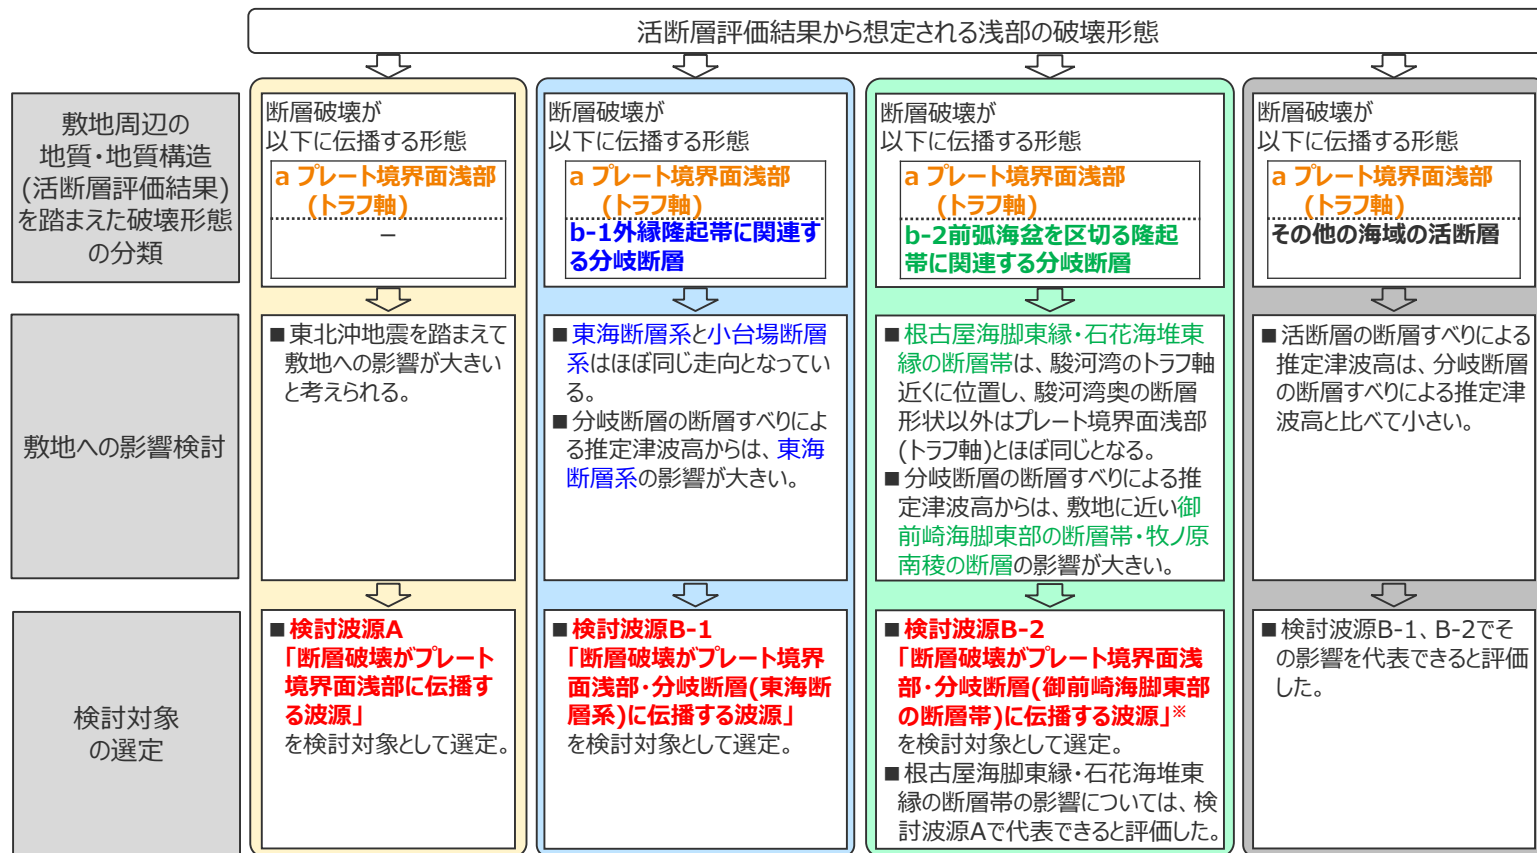 活断層評価結果から想定される浅部の破壊形態
敷地周辺の
地質・地質構造
(活断層評価結果)
を踏まえた破壊形態
の分類
断層破壊が
以下に伝播する形態
a プレート境界面浅部
(トラフ軸)
－
断層破壊が
以下に伝播する形態
a プレート境界面浅部
(トラフ軸)
b-1外縁隆起帯に関連す
る分岐断層
断層破壊が
以下に伝播する形態
a プレート境界面浅部
(トラフ軸)
b-2前弧海盆を区切る隆起
帯に関連する分岐断層
断層破壊が
以下に伝播する形態
a プレート境界面浅部
(トラフ軸)
その他の海域の活断層
敷地への影響検討
■東北沖地震を踏まえて
敷地への影響が大きい
と考えられる。
■東海断層系と小台場断層
系はほぼ同じ走向となってい
る。
■分岐断層の断層すべりによ
る推定津波高からは、東海
断層系の影響が大きい。
■根古屋海脚東縁・石花海堆東
縁の断層帯は、駿河湾のトラフ軸
近くに位置し、駿河湾奥の断層
形状以外はプレート境界面浅部
(トラフ軸)とほぼ同じとなる。
■分岐断層の断層すべりによる推
定津波高からは、敷地に近い御
前崎海脚東部の断層帯・牧ノ原
南稜の断層の影響が大きい。
■活断層の断層すべりによる
推定津波高は、分岐断層
の断層すべりによる推定津
波高と比べて小さい。
検討対象
の選定
■検討波源A
「断層破壊がプレート
境界面浅部に伝播す
る波源」
を検討対象として選定。
■検討波源B-1
「断層破壊がプレート境界
面浅部・分岐断層(東海断
層系)に伝播する波源」
を検討対象として選定。
■検討波源B-2
「断層破壊がプレート境界面浅
部・分岐断層(御前崎海脚東部
の断層帯)に伝播する波源」※
を検討対象として選定。
■根古屋海脚東縁・石花海堆東
縁の断層帯の影響については、検
討波源Aで代表できると評価した。
■検討波源B-1、B-2でそ
の影響を代表できると評価
した。